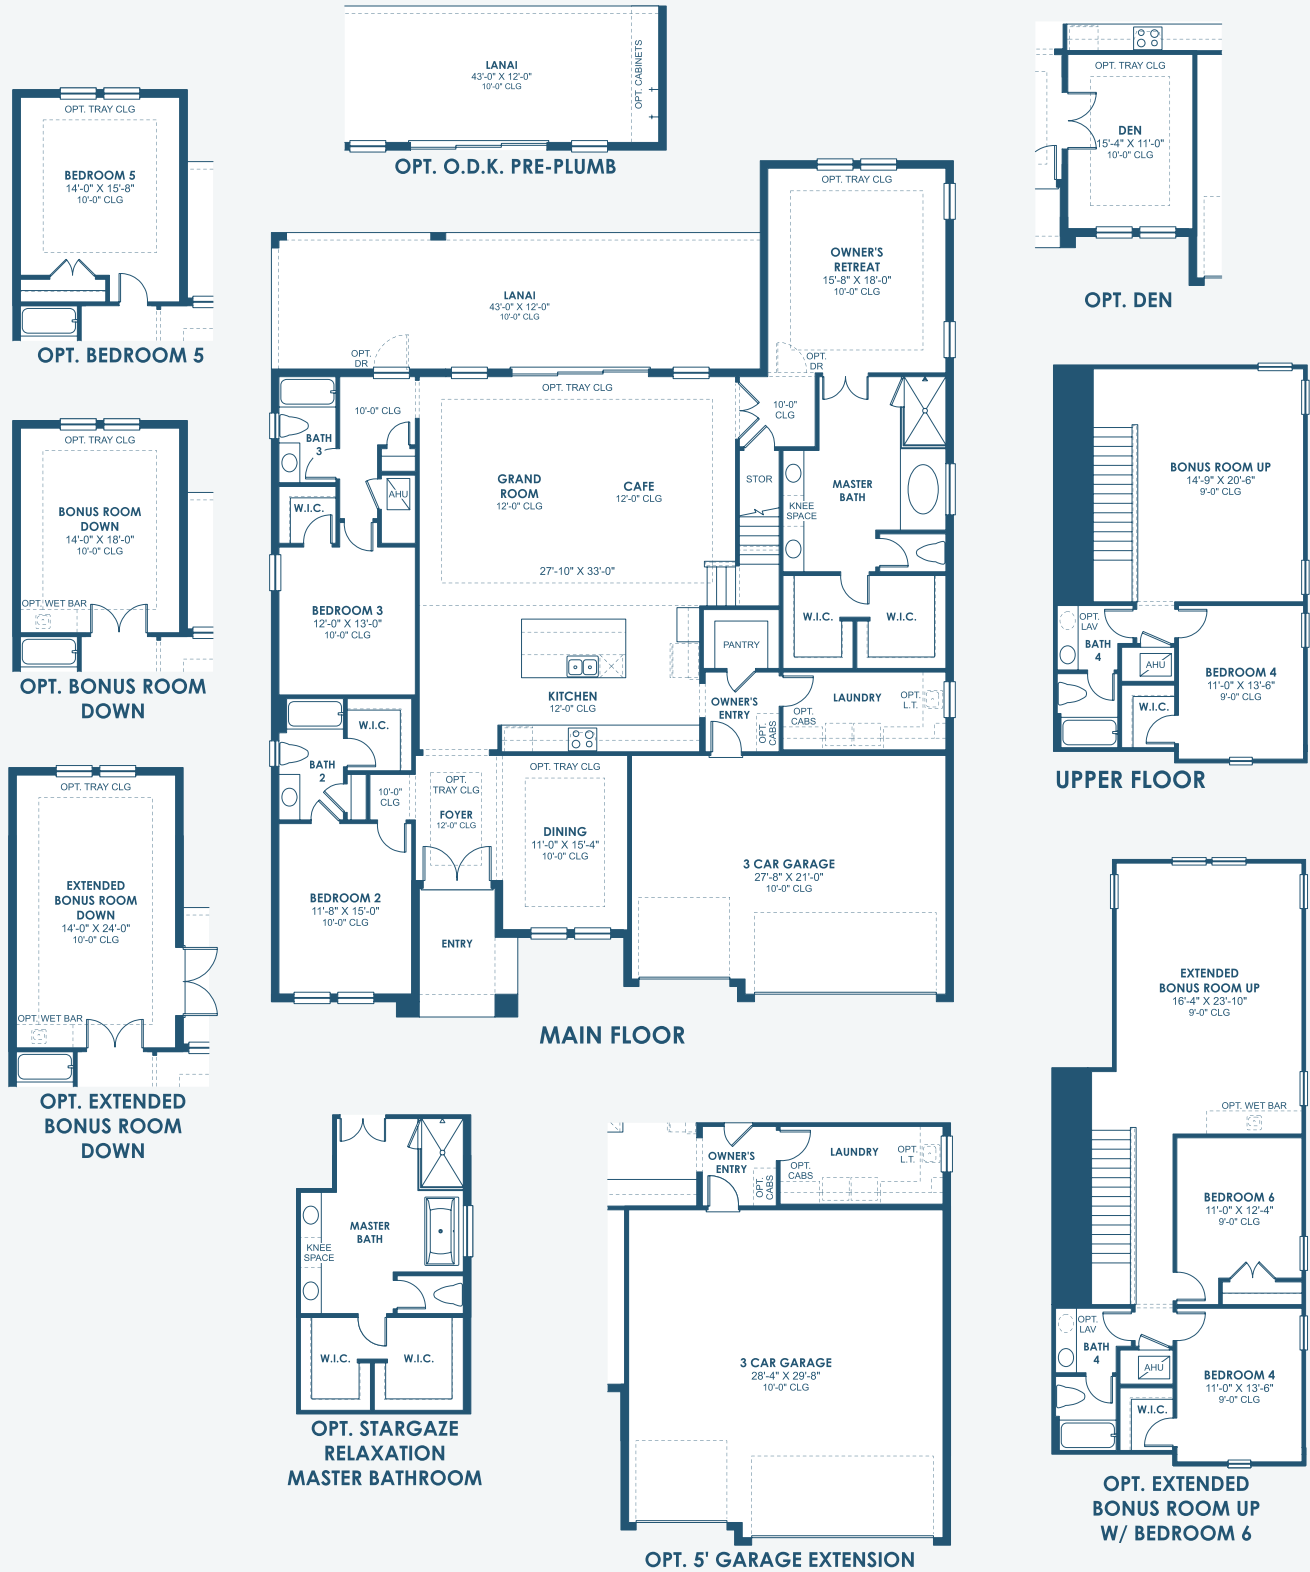 LANAI
43'-0" X 12'-0"
10'-0" CLG
OPT. CABINETS
OPT. O.D.K. PRE-PLUMB
OPT. TRAY CLG
BEDROOM 5
14'-0" X 15'-8"
10'-0" CLG
OPT. BEDROOM 5
OPT. TRAY CLG
BONUS ROOM
DOWN
14'-0" X 18'-0"
10'-0" CLG
OPT. WET BAR
OPT. BONUS ROOM
DOWN
OPT. TRAY CLG
EXTENDED
BONUS ROOM
DOWN
14'-0" X 24'-0"
10'-0" CLG
OPT. WET BAR
OPT. EXTENDED
BONUS ROOM
DOWN
OPT. TRAY CLG
OWNER'S
RETREAT
15'-8" X 18'-0"
10'-0" CLG
LANAI
43'-0" X 12'-0"
10'-0" CLG
OPT.
DR
OPT.
DR
OPT. TRAY CLG
10'-0" CLG
10'-0"
CLG
BATH
3
W.I.C.
AHU
GRAND
ROOM
12'-0" CLG
CAFE
12'-0" CLG
27'-10" X 33'-0"
STOR
KNEE
SPACE
MASTER
BATH
BEDROOM 3
12'-0" X 13'-0"
10'-0" CLG
W.I.C.
W.I.C.
PANTRY
KITCHEN
12'-0" CLG
OWNER'S
ENTRY
OPT.
CABS
OPT.
CABS
LAUNDRY
OPT.
L.T.
W.I.C.
BATH
2
10'-0"
CLG
OPT.
TRAY CLG
FOYER
12'-0" CLG
OPT. TRAY CLG
DINING
11'-0" X 15'-4"
10'-0" CLG
3 CAR GARAGE
27'-8" X 21'-0"
10'-0" CLG
BEDROOM 2
11'-8" X 15'-0"
10'-0" CLG
ENTRY
MAIN FLOOR
OPT. TRAY CLG
DEN
15'-4" X 11'-0"
10'-0" CLG
OPT. DEN
BONUS ROOM UP
14'-9" X 20'-6"
9'-0" CLG
OPT.
LAV
BATH
4
AHU
W.I.C.
BEDROOM 4
11'-0" X 13'-6"
9'-0" CLG
UPPER FLOOR
EXTENDED
BONUS ROOM UP
16'-4" X 23'-10"
9'-0" CLG
OPT. WET BAR
BEDROOM 6
11'-0" X 12'-4"
9'-0" CLG
OPT.
LAV
BATH
4
AHU
W.I.C.
BEDROOM 4
11'-0" X 13'-6"
9'-0" CLG
OPT. EXTENDED
BONUS ROOM UP
W/ BEDROOM 6
KNEE
SPACE
MASTER
BATH
W.I.C.
W.I.C.
OPT. STARGAZE
RELAXATION
MASTER BATHROOM
OWNER'S
ENTRY
OPT.
CABS
OPT.
CABS
LAUNDRY
OPT.
L.T.
3 CAR GARAGE
28'-4" X 29'-8"
10'-0" CLG
OPT. 5' GARAGE EXTENSION